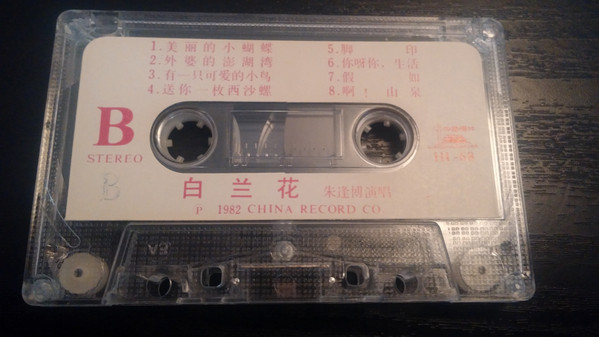 1.美丽的小蝴蝶
2.外婆的澎湖湾
3.有一只可爱的小鸟
4.送你一枚西沙螺
5.脚印
6.你呀你，生活
7.假如
8.啊！山泉
B
STEREO
B
白兰花 朱逢博演唱
P 1982 CHINA RECORD CO